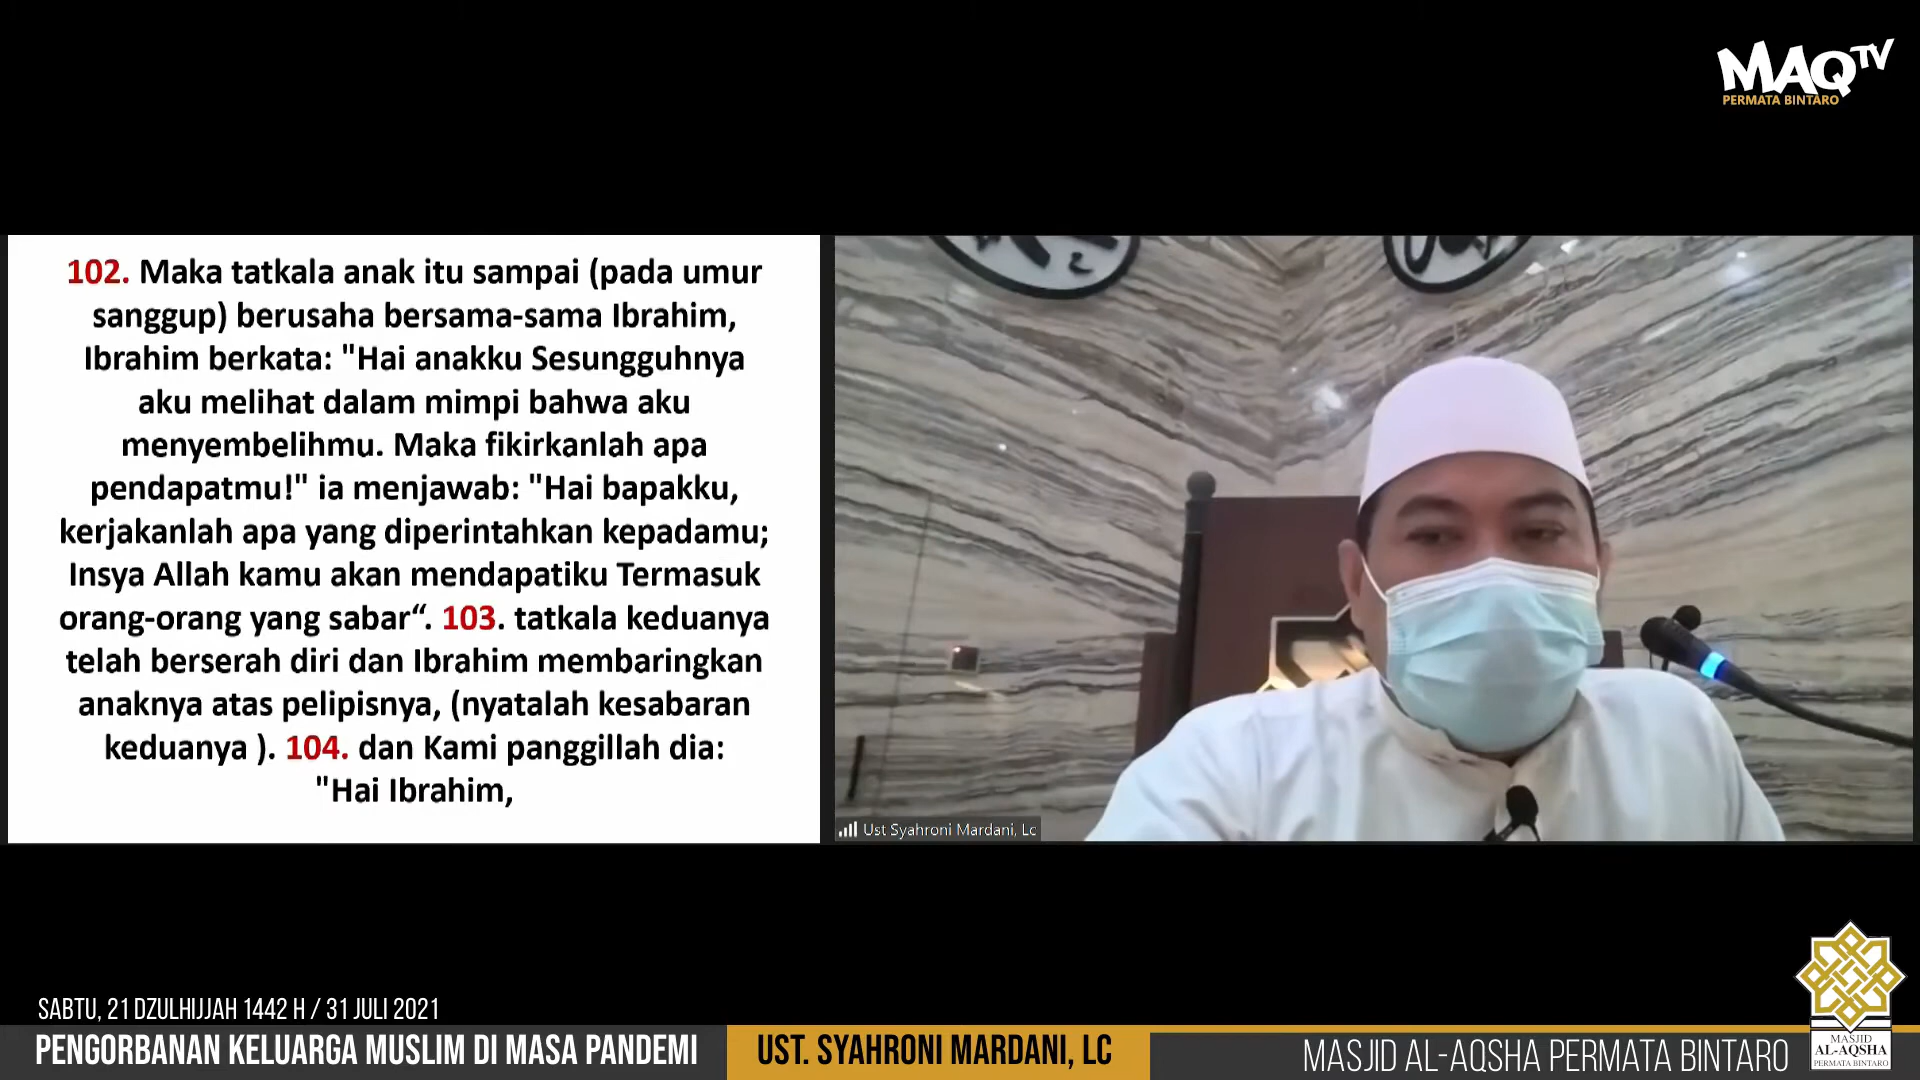 MAQTV
PERMATA BINTARO
102. Maka tatkala anak itu sampai (pada umur
sanggup) berusaha bersama-sama Ibrahim,
Ibrahim berkata: "Hai anakku Sesungguhnya
aku melihat dalam mimpi bahwa aku
menyembelihmu. Maka fikirkanlah apa
pendapatmu!" ia menjawab: "Hai bapakku,
kerjakanlah apa yang diperintahkan kepadamu;
Insya Allah kamu akan mendapatiku Termasuk
orang-orang yang sabar“. 103. tatkala keduanya
telah berserah diri dan Ibrahim membaringkan
anaknya atas pelipisnya, (nyatalah kesabaran
keduanya ). 104. dan Kami panggillah dia:
"Hai Ibrahim,
Ust Syahroni Mardani, Lc
SABTU, 21 DZULHIJJAH 1442 H / 31 JULI 2021
PENGORBANAN KELUARGA MUSLIM DI MASA PANDEMI
UST. SYAHRONI MARDANI, LC
MASJID AL-AQSHA PERMATA BINTARO
MASJID
AL-AQSHA
PERMATA BINTARO